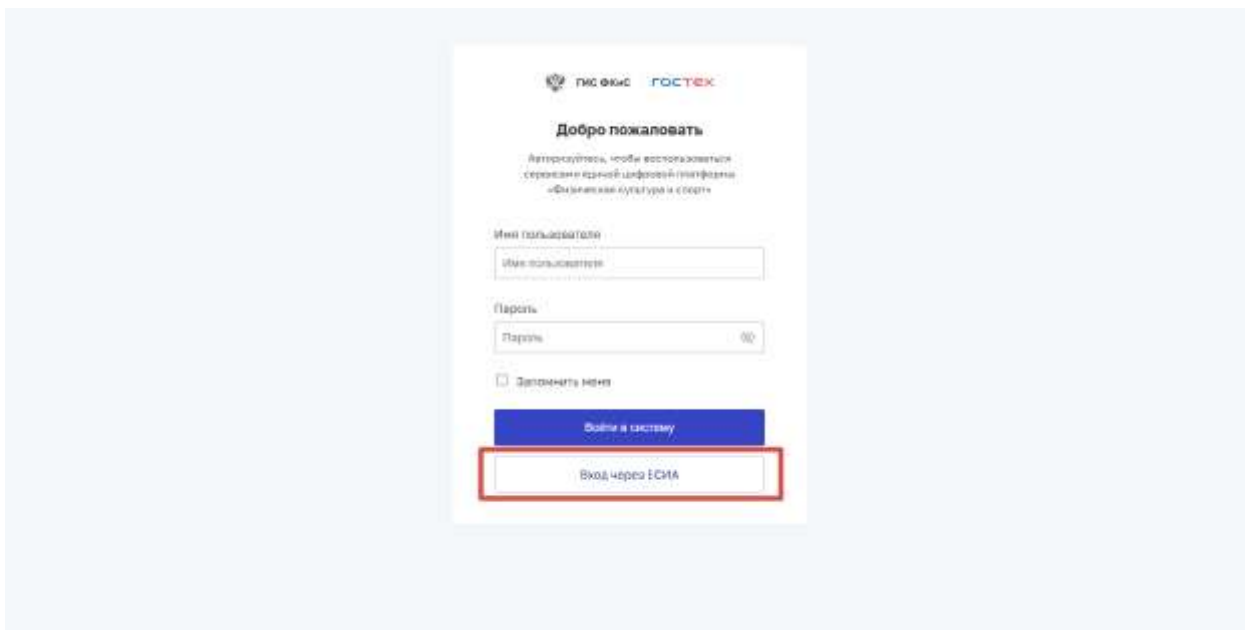 ГИС ФКиС ГОСТЕХ
Добро пожаловать
Авторизуйтесь, чтобы воспользоваться
сервисами единой цифровой платформы
«Физическая культура и спорт»
Имя пользователя
Имя пользователя
Пароль
Пароль
Запомнить меня
Войти в систему
Вход через ЕСИА